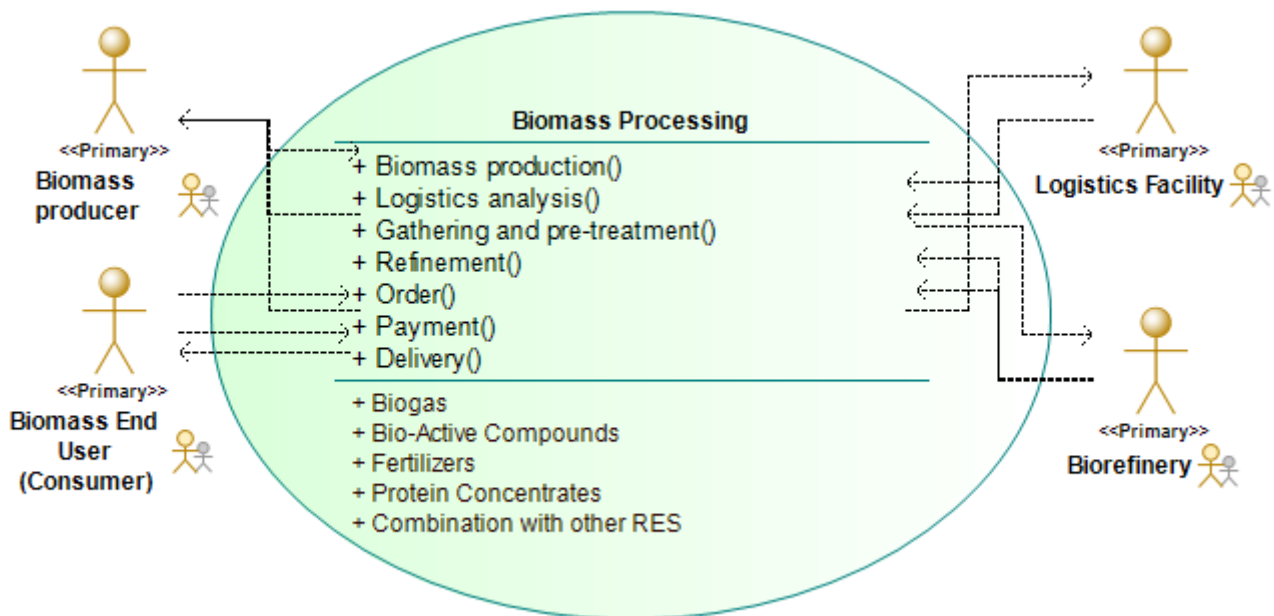 <<Primary>>
Biomass
producer
<<Primary>>
Biomass End
User
(Consumer)
Biomass Processing
+ Biomass production()
+ Logistics analysis()
+ Gathering and pre-treatment()
+ Refinement()
+ Order()
+ Payment()
+ Delivery()
+ Biogas
+ Bio-Active Compounds
+ Fertilizers
+ Protein Concentrates
+ Combination with other RES
<<Primary>>
Logistics Facility
<<Primary>>
Biorefinery